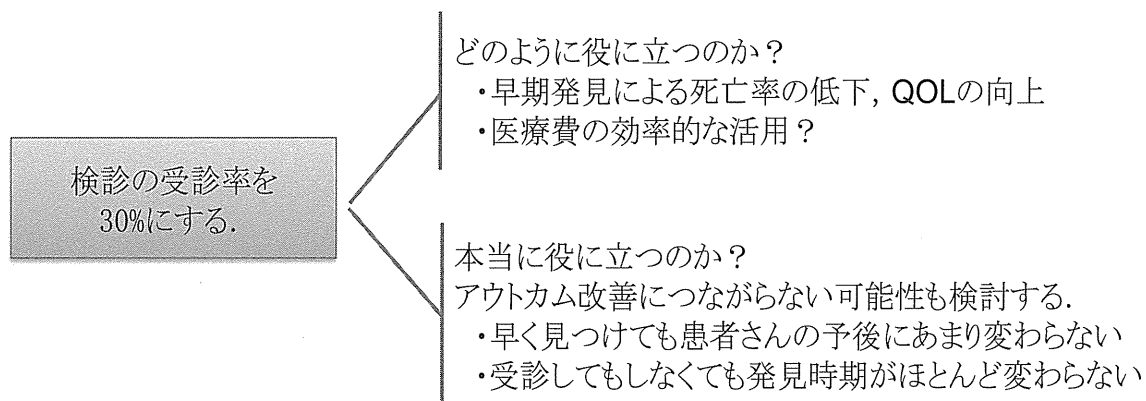 検診の受診率を
30%にする.
どのように役に立つのか?
・早期発見による死亡率の低下, QOLの向上
・医療費の効率的な活用?
本当に役に立つのか?
アウトカム改善につながらない可能性も検討する.
・早く見つけても患者さんの予後にあまり変わらない
・受診してもしなくても発見時期がほとんど変わらない